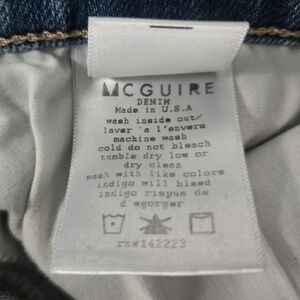 MCGUIRE
DENIM
Made in U.S.A
wash inside out/
laver 'a l'envers
machine wash
cold do not bleach
tumble dry low or
dry clean
wash with like colors
indigo will bleed
indigo risque de
d'egorger
rn#142223